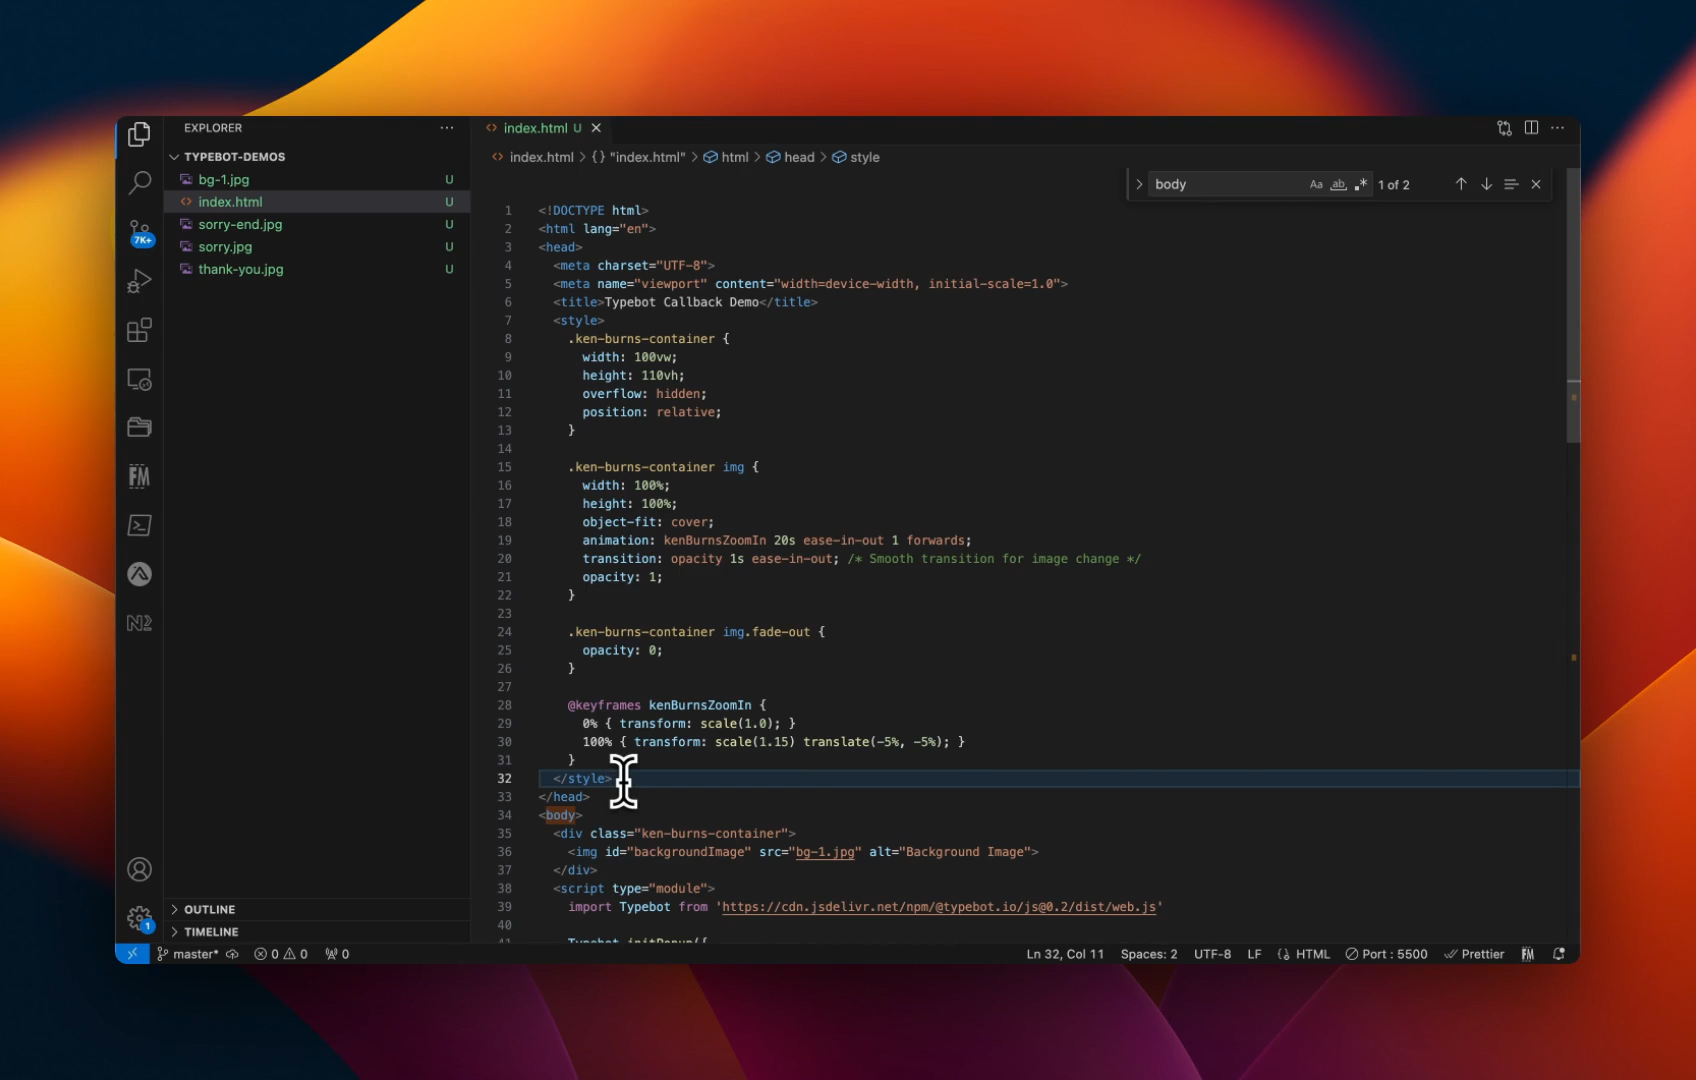 EXPLORER
TYPEBOT-DEMOS
bg-1.jpg U
index.html U
sorry-end.jpg U
sorry.jpg U
thank-you.jpg U
7K+
FM
OUTLINE
TIMELINE
1
index.html U
index.html > {} "index.html" > html > head > style
body Aa ab .* 1 of 2
1 <!DOCTYPE html>
2 <html lang="en">
3 <head>
4 <meta charset="UTF-8">
5 <meta name="viewport" content="width=device-width, initial-scale=1.0">
6 <title>Typebot Callback Demo</title>
7 <style>
8 .ken-burns-container {
9 width: 100vw;
10 height: 110vh;
11 overflow: hidden;
12 position: relative;
13 }
14
15 .ken-burns-container img {
16 width: 100%;
17 height: 100%;
18 object-fit: cover;
19 animation: kenBurnsZoomIn 20s ease-in-out 1 forwards;
20 transition: opacity 1s ease-in-out; /* Smooth transition for image change */
21 opacity: 1;
22 }
23
24 .ken-burns-container img.fade-out {
25 opacity: 0;
26 }
27
28 @keyframes kenBurnsZoomIn {
29 0% { transform: scale(1.0); }
30 100% { transform: scale(1.15) translate(-5%, -5%); }
31 }
32 </style>
33 </head>
34 <body>
35 <div class="ken-burns-container">
36 <img id="backgroundImage" src="bg-1.jpg" alt="Background Image">
37 </div>
38 <script type="module">
39 import Typebot from 'https://cdn.jsdelivr.net/npm/@typebot.io/js@0.2/dist/web.js'
40
41 Typebot.initPopup({
master* 0 0 0 Ln 32, Col 11 Spaces: 2 UTF-8 LF HTML Port : 5500 Prettier FM